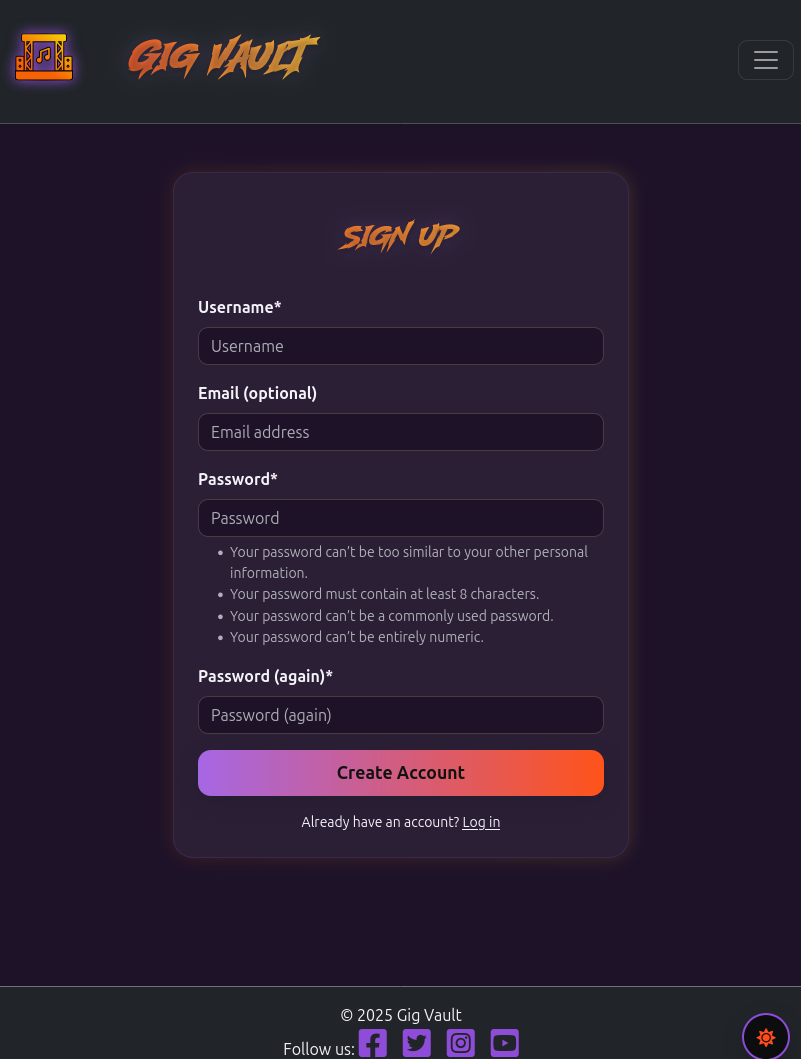 Gig Vault
Sign Up
Username*
Username
Email (optional)
Email address
Password*
Password
• Your password can’t be too similar to your other personal
information.
• Your password must contain at least 8 characters.
• Your password can’t be a commonly used password.
• Your password can’t be entirely numeric.
Password (again)*
Password (again)
Create Account
Already have an account? Log in
© 2025 Gig Vault
Follow us: